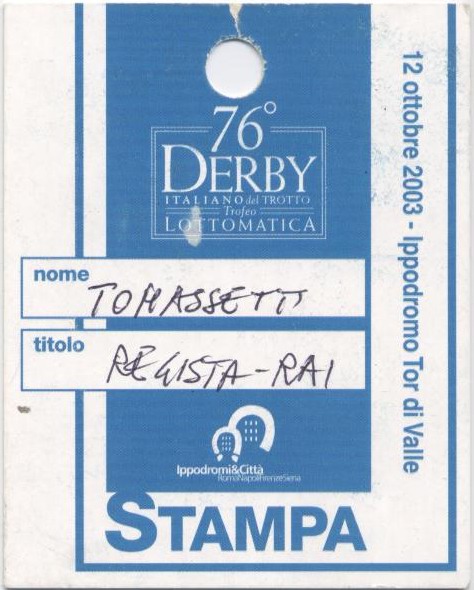 76°
DERBY
ITALIANO del TROTTO
Trofeo
LOTTOMATICA
nome
TOMASSETTI
titolo
REGISTA-RAI
Ippodromi&Città
RomaNapoliFirenzeSiena
STAMPA
12 ottobre 2003 - Ippodromo Tor di Valle